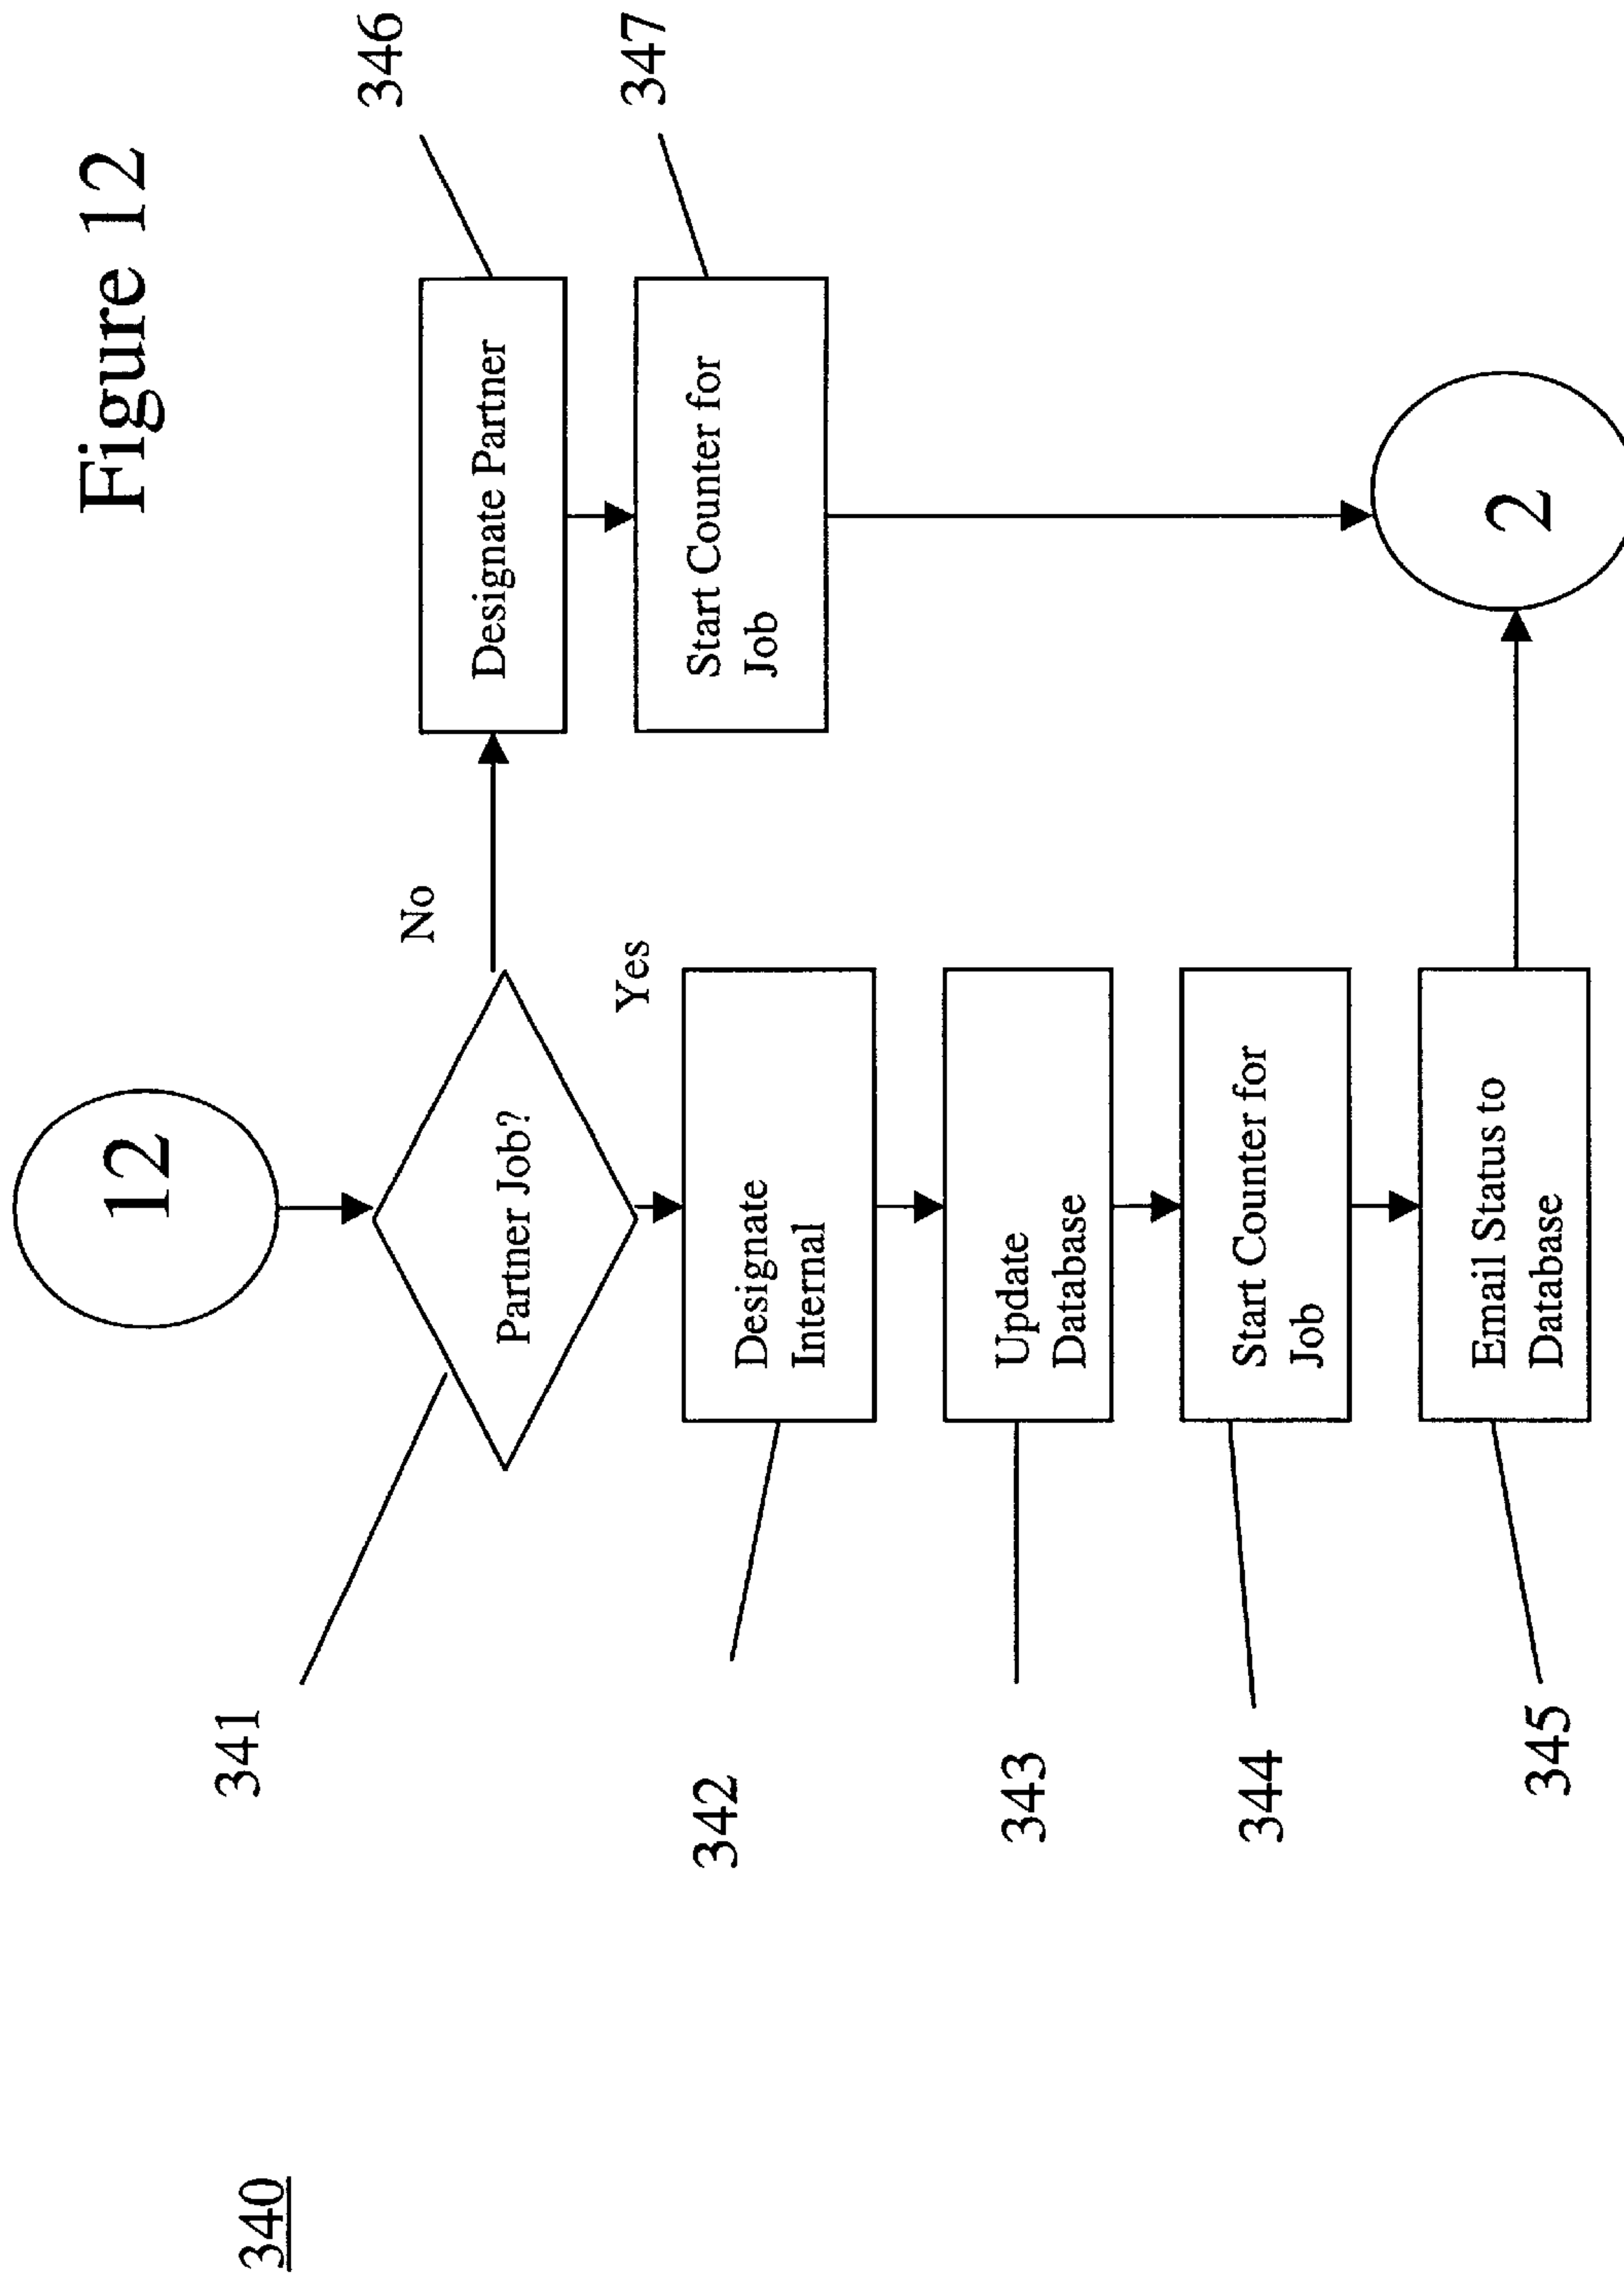 Figure 12
340
12
341
Partner Job?
No
Yes
346
Designate Partner
347
Start Counter for
Job
342
Designate
Internal
343
Update
Database
344
Start Counter for
Job
345
Email Status to
Database
2